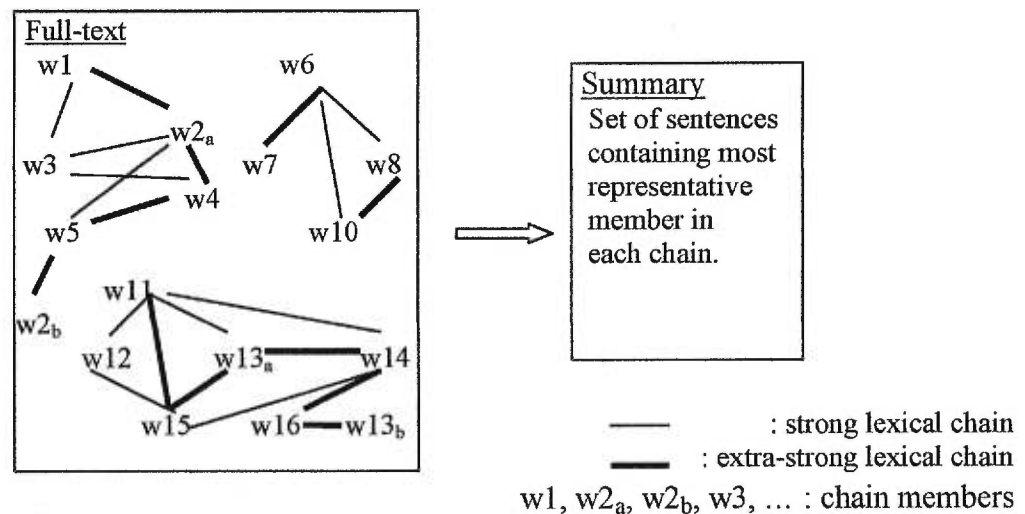 Full-text
w1
w6
w2a
w3
w7
w8
w4
w5
w10
w2b
w11
w12
w13a
w14
w15
w16
w13b
Summary
Set of sentences
containing most
representative
member in
each chain.
: strong lexical chain
: extra-strong lexical chain
w1, w2a, w2b, w3, ... : chain members